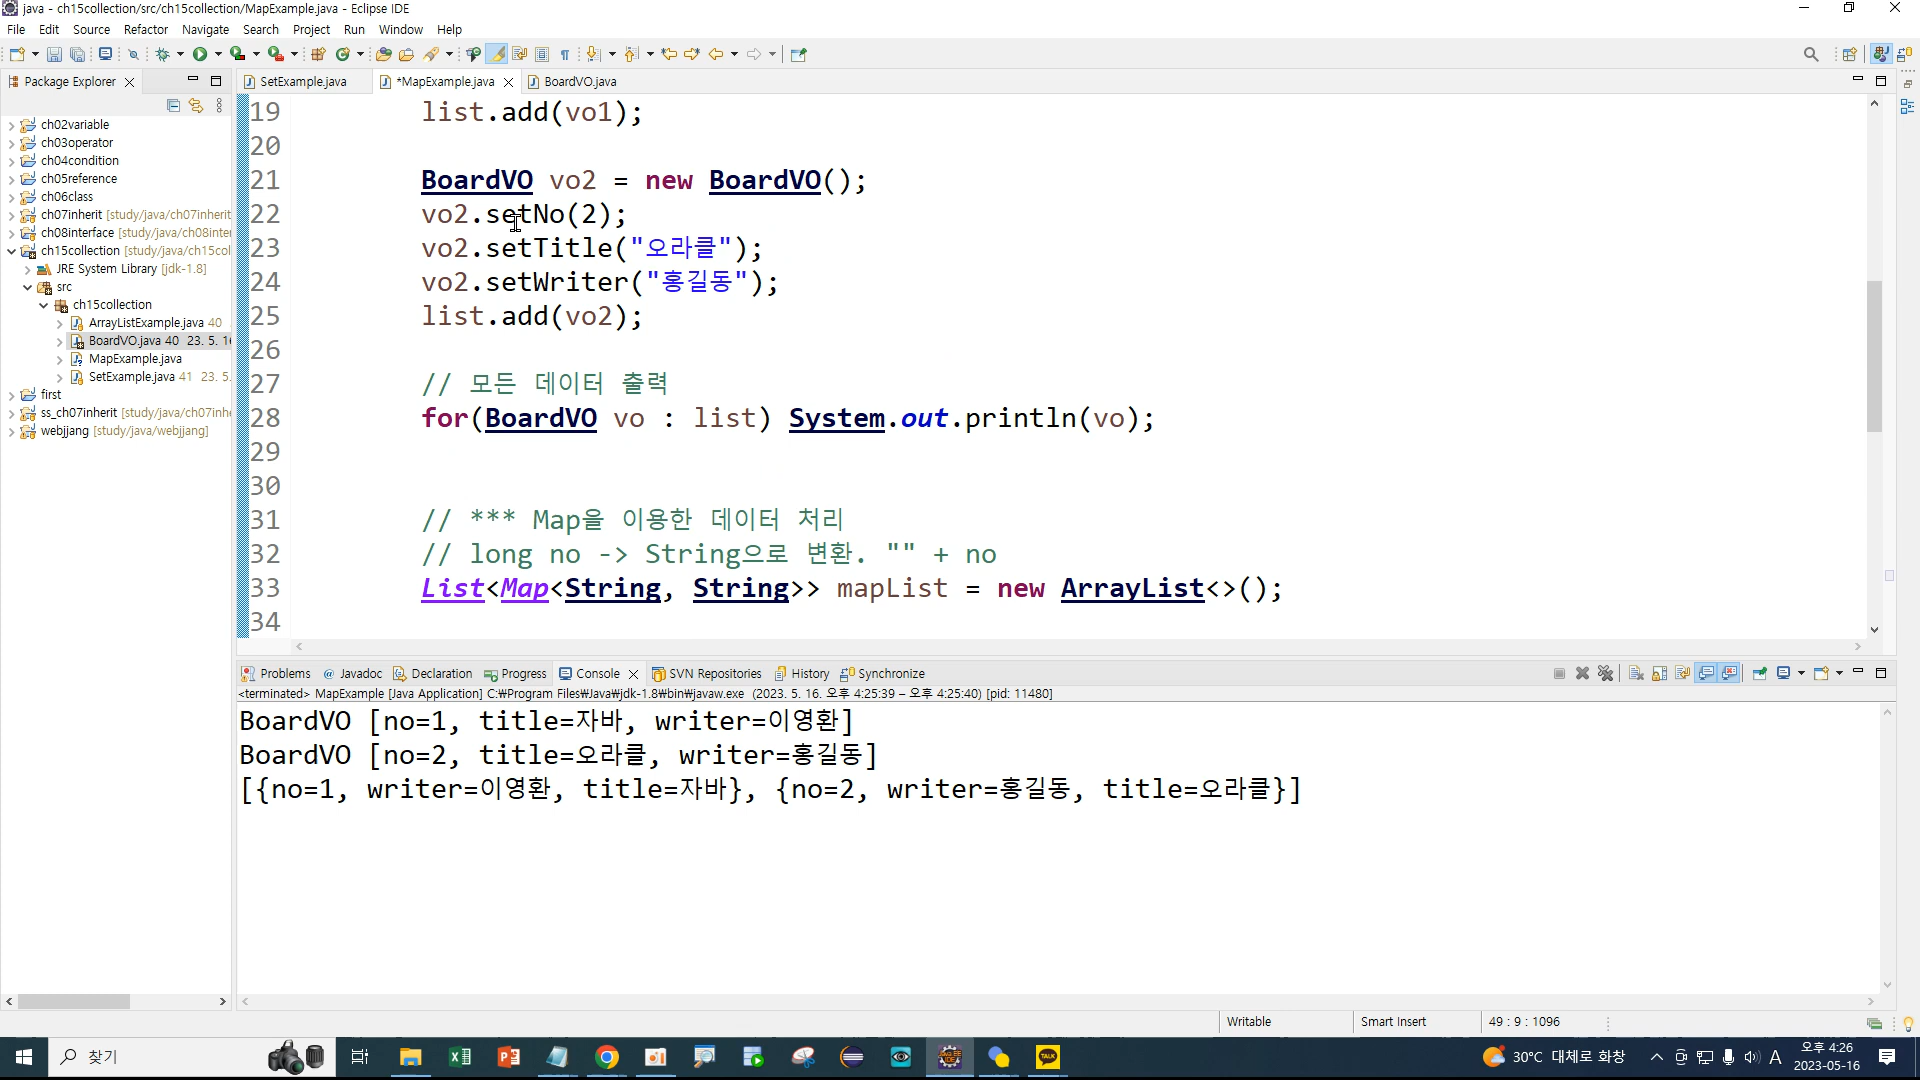 java - ch15collection/src/ch15collection/MapExample.java - Eclipse IDE
File Edit Source Refactor Navigate Search Project Run Window Help
Package Explorer
SetExample.java
*MapExample.java
BoardVO.java
ch02variable
ch03operator
ch04condition
ch05reference
ch06class
ch07inherit [study/java/ch07inherit
ch08interface [study/java/ch08inter
ch15collection [study/java/ch15col
JRE System Library [jdk-1.8]
src
ch15collection
ArrayListExample.java 40
BoardVO.java 40 23. 5. 16
MapExample.java
SetExample.java 41 23. 5.
first
ss_ch07inherit [study/java/ch07inh
webjjang [study/java/webjjang]
19 list.add(vo1);
20
21 BoardVO vo2 = new BoardVO();
22 vo2.setNo(2);
23 vo2.setTitle("오라클");
24 vo2.setWriter("홍길동");
25 list.add(vo2);
26
27 // 모든 데이터 출력
28 for(BoardVO vo : list) System.out.println(vo);
29
30
31 // *** Map을 이용한 데이터 처리
32 // long no -> String으로 변환. "" + no
33 List<Map<String, String>> mapList = new ArrayList<>();
34
Problems @ Javadoc Declaration Progress Console SVN Repositories History Synchronize
<terminated> MapExample [Java Application] C:₩Program Files₩Java₩jdk-1.8₩bin₩javaw.exe (2023. 5. 16. 오후 4:25:39 – 오후 4:25:40) [pid: 11480]
BoardVO [no=1, title=자바, writer=이영환]
BoardVO [no=2, title=오라클, writer=홍길동]
[{no=1, writer=이영환, title=자바}, {no=2, writer=홍길동, title=오라클}]
Writable
Smart Insert
49 : 9 : 1096
찾기
TALK
30°C 대체로 화창
A
오후 4:26
2023-05-16